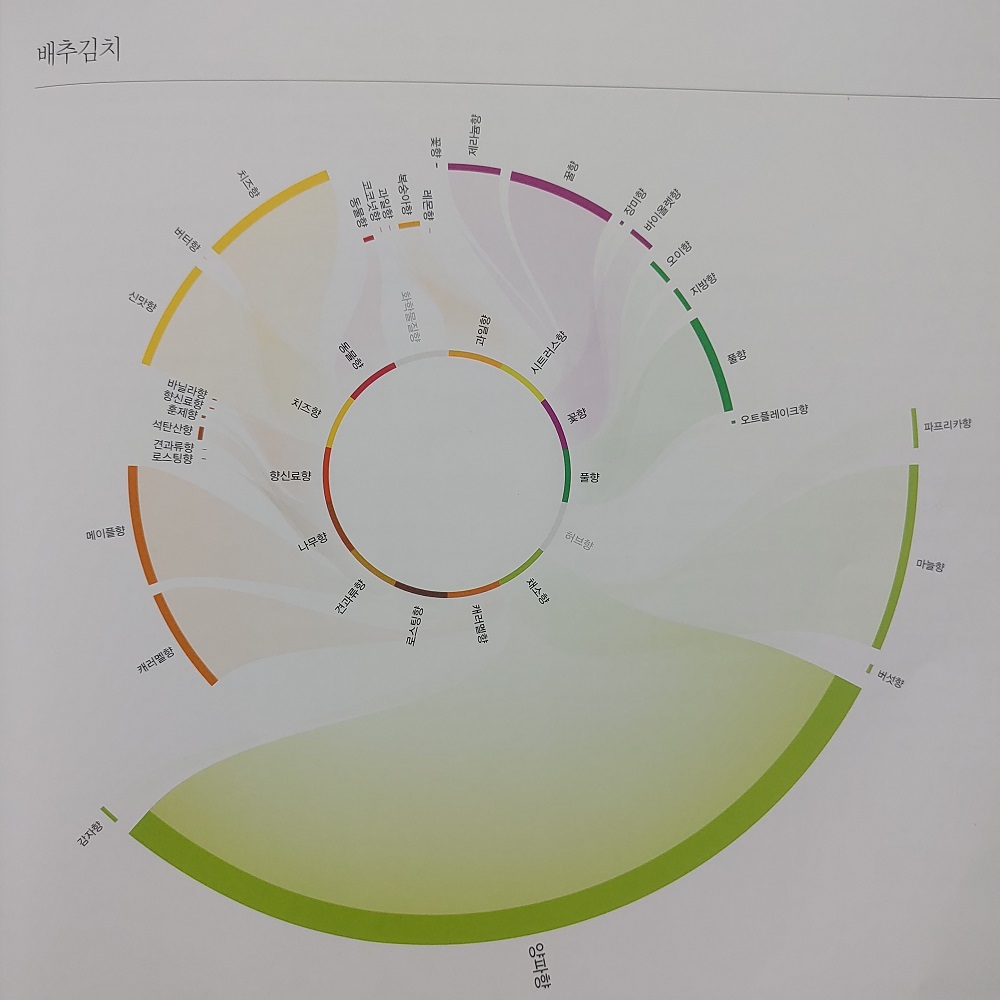 배추김치
꽃향
제라늄향
꿀향
장미향
바이올렛향
오이향
지방향
풀향
오트플레이크향
파프리카향
마늘향
버섯향
양파향
감자향
캐러멜향
메이플향
로스팅향
견과류향
석탄산향
훈제향
향신료향
바닐라향
신맛향
버터향
치즈향
동물향
코코넛향
과일향
복숭아향
레몬향
화학물질향
과일향
시트러스향
꽃향
풀향
허브향
채소향
캐러멜향
로스팅향
견과류향
나무향
향신료향
치즈향
동물향